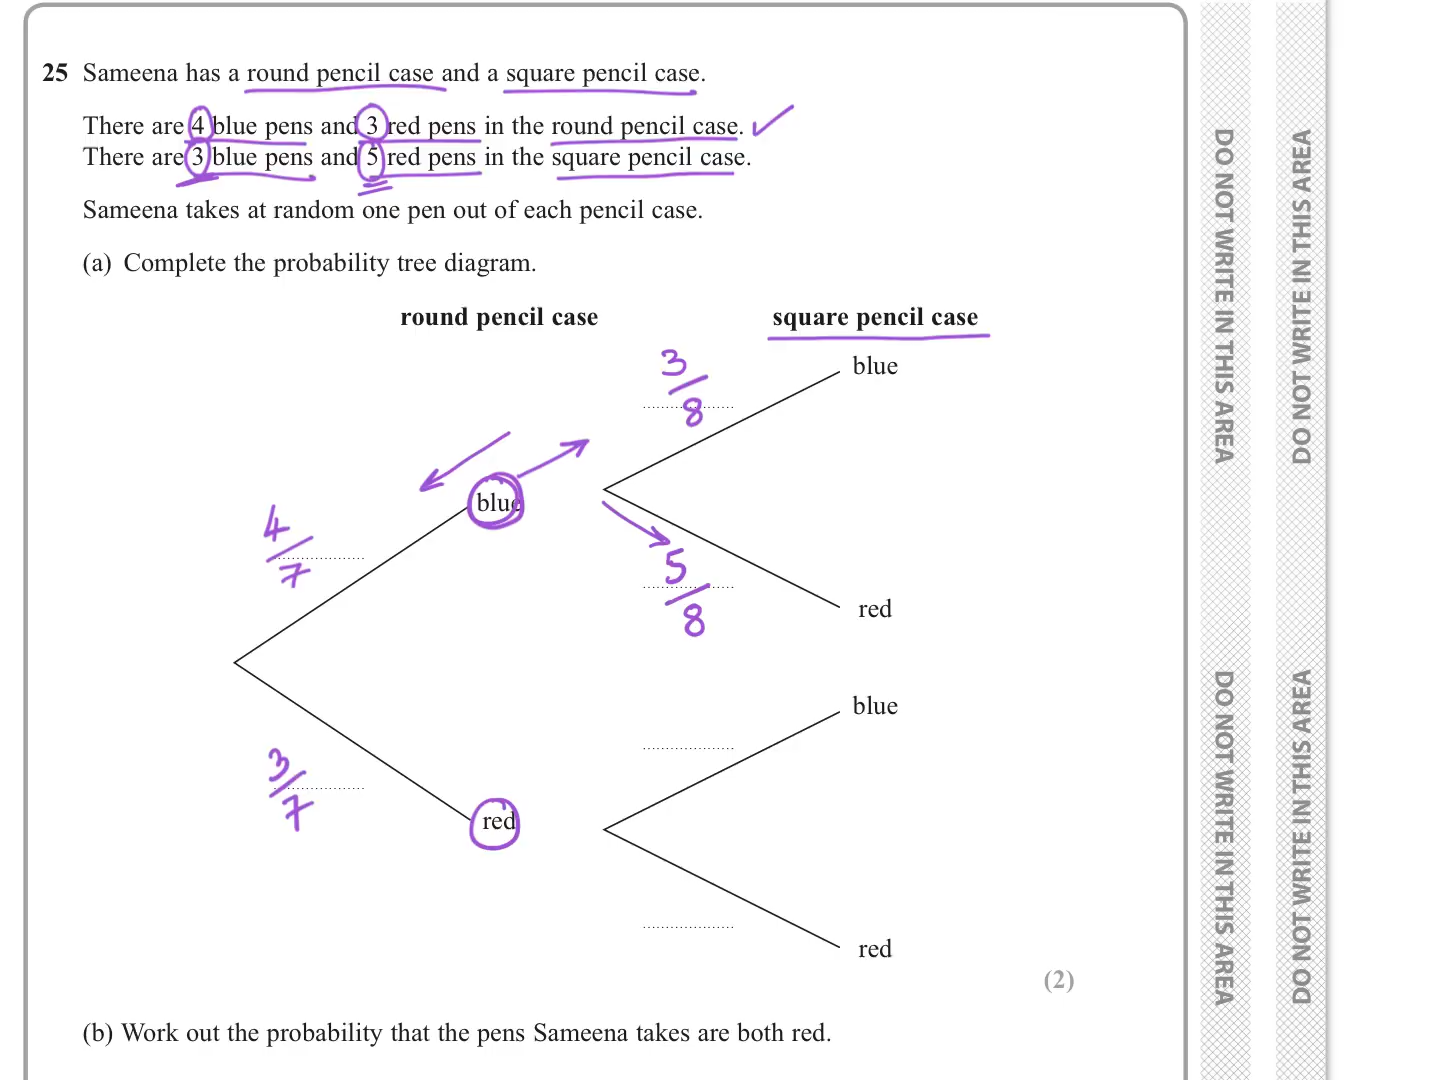 25 Sameena has a round pencil case and a square pencil case.
There are 4 blue pens and 3 red pens in the round pencil case.
There are 3 blue pens and 5 red pens in the square pencil case.
Sameena takes at random one pen out of each pencil case.
(a) Complete the probability tree diagram.
round pencil case square pencil case
3/8
blue
4/7
blue
5/8
red
3/7
red
blue
red
(2)
(b) Work out the probability that the pens Sameena takes are both red.
DO NOT WRITE IN THIS AREA
DO NOT WRITE IN THIS AREA
DO NOT WRITE IN THIS AREA
DO NOT WRITE IN THIS AREA